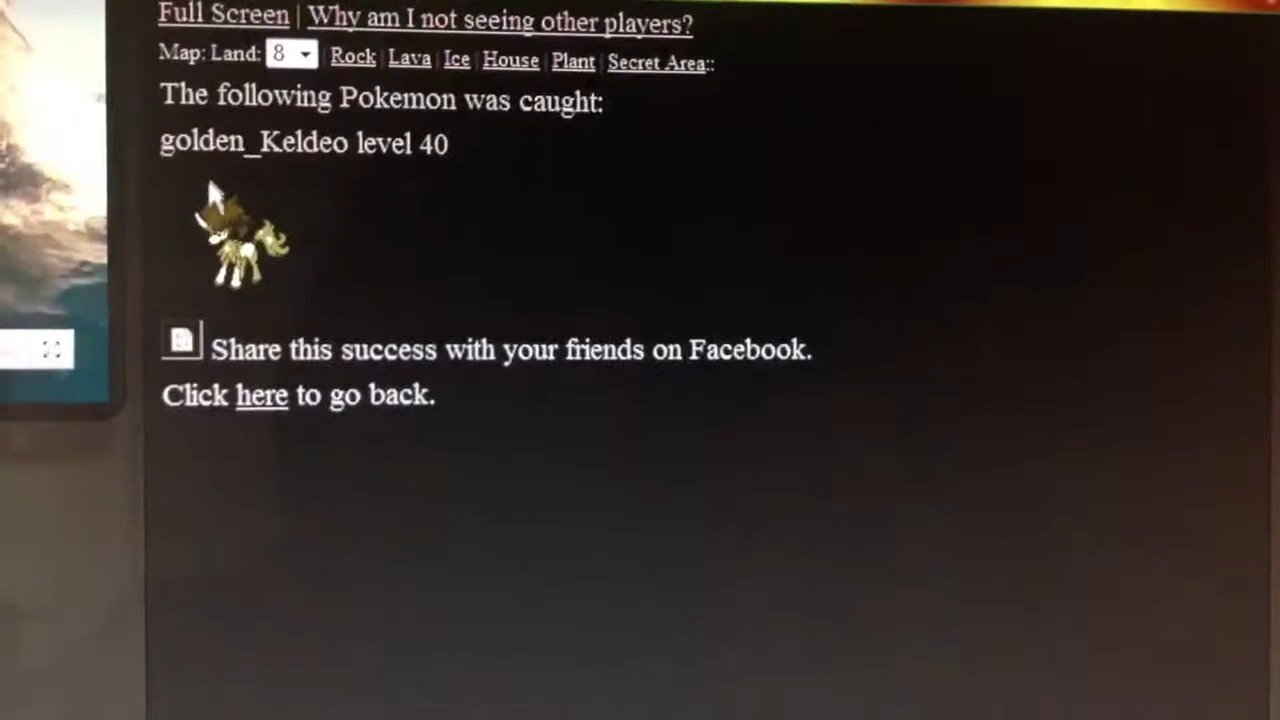 Full Screen | Why am I not seeing other players?
Map: Land: 8 Rock | Lava | Ice | House | Plant | Secret Area::
The following Pokemon was caught:
golden_Keldeo level 40
Share this success with your friends on Facebook.
Click here to go back.